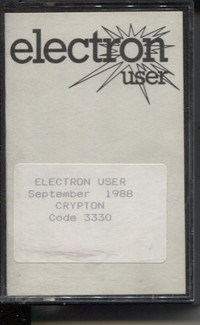 electron
user
ELECTRON USER
September 1988
CRYPTON
Code 3330